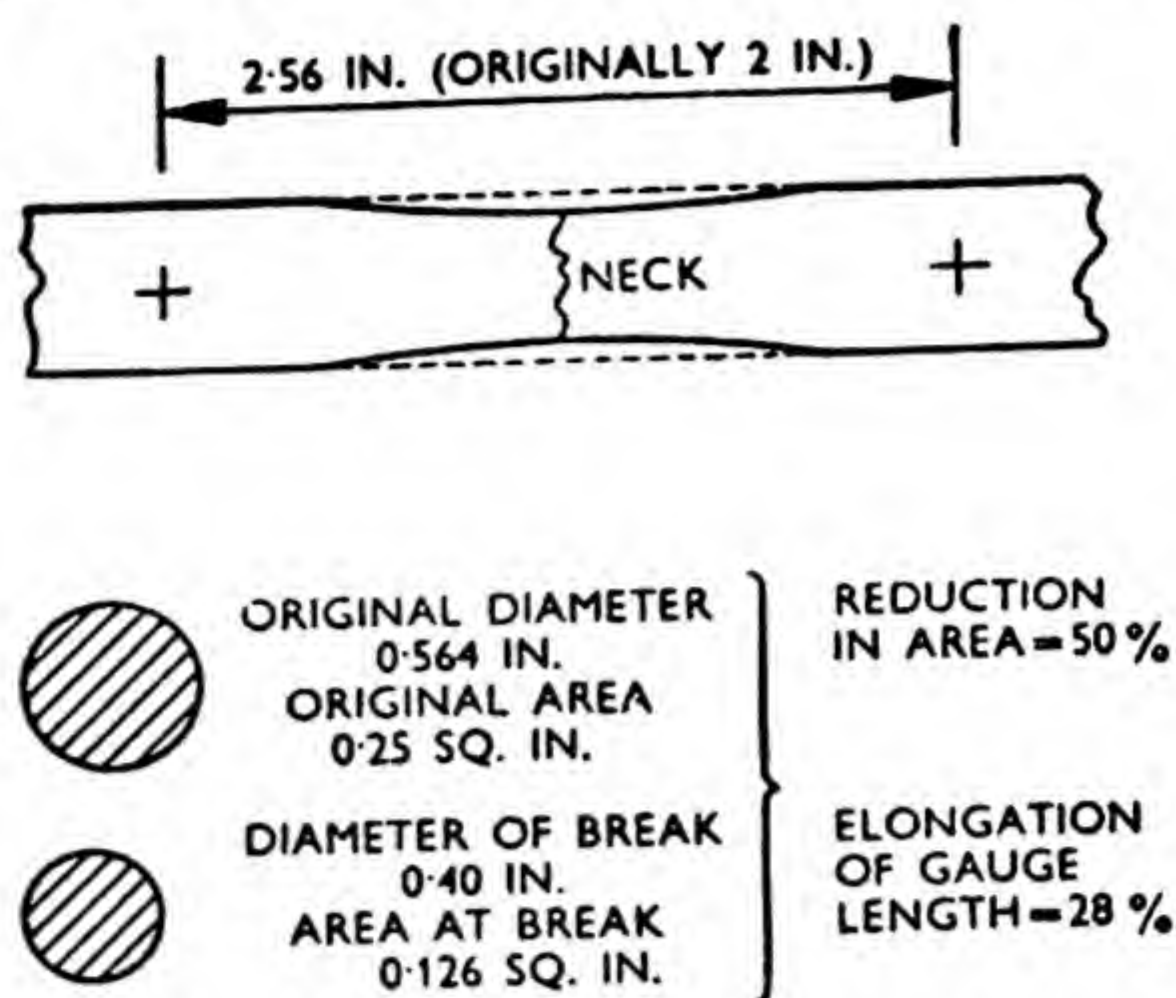 2·56 IN. (ORIGINALLY 2 IN.)
NECK
ORIGINAL DIAMETER
0·564 IN.
ORIGINAL AREA
0·25 SQ. IN.
DIAMETER OF BREAK
0·40 IN.
AREA AT BREAK
0·126 SQ. IN.
REDUCTION
IN AREA = 50 %
ELONGATION
OF GAUGE
LENGTH = 28 %